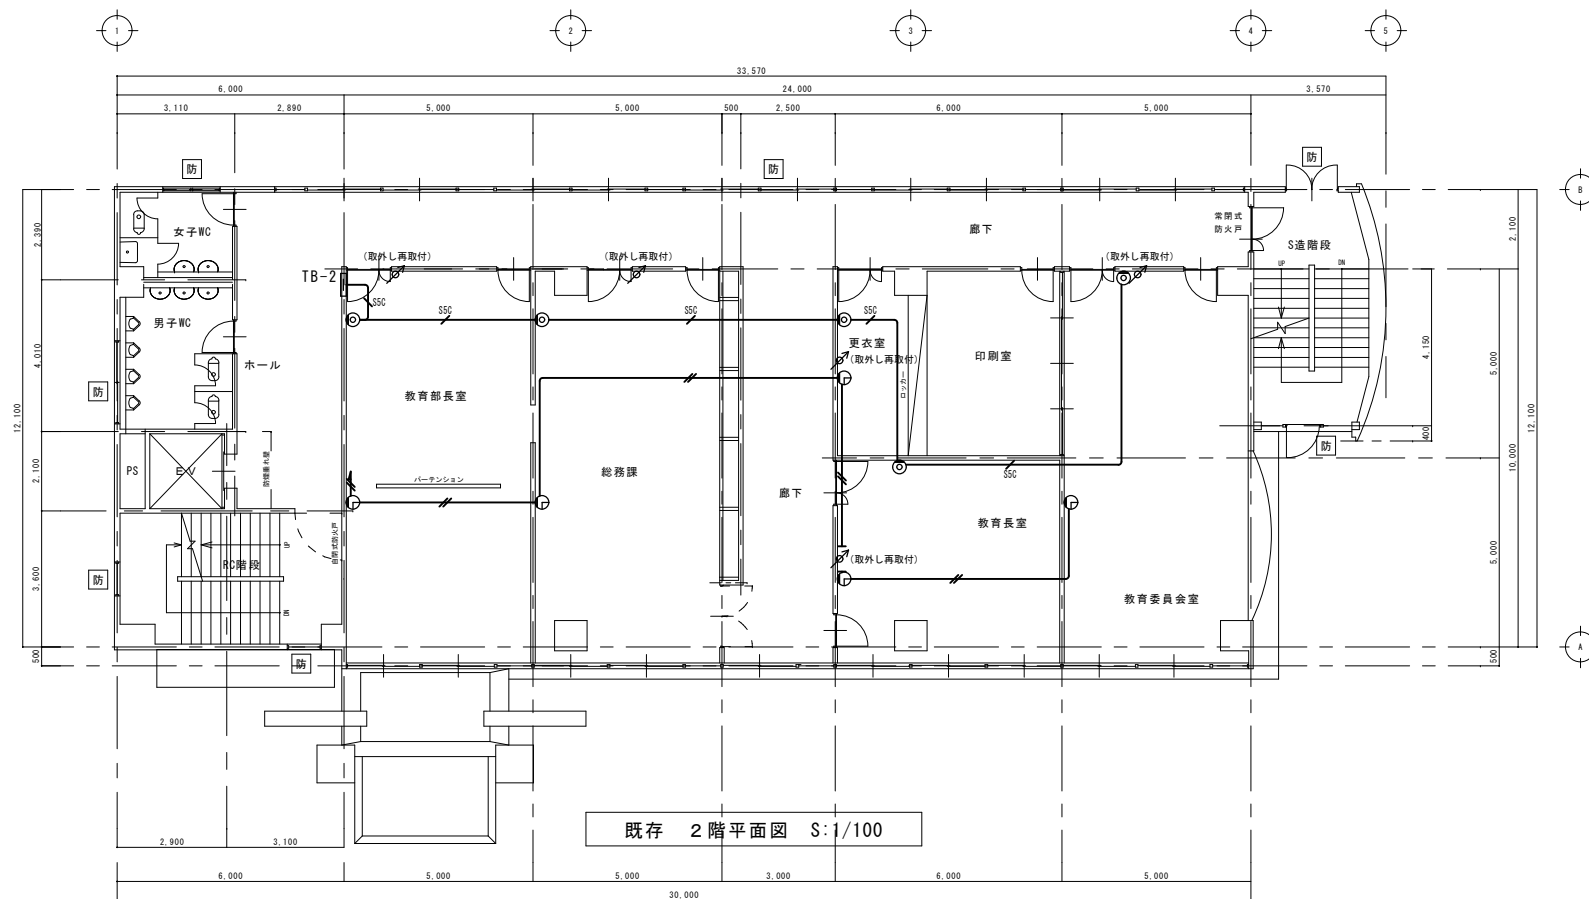 1
2
3
4
5
33,570
6,000
24,000
3,570
3,110
2,890
5,000
5,000
500
2,500
6,000
5,000
防
防
防
B
女子WC
廊下
常閉式
防火戸
S造階段
UP
DN
2,390
2,100
TB-2
(取外し再取付)
(取外し再取付)
(取外し再取付)
S5C
S5C
S5C
S5C
男子WC
ホール
更衣室
(取外し再取付)
印刷室
ロッカー
4,010
4,150
5,000
12,100
防
教育部長室
400
防
PS
EV
防煙垂れ壁
パーテンション
総務課
廊下
S5C
教育長室
2,100
10,000
12,100
自閉式防火戸
UP
RC階段
DN
防
(取外し再取付)
教育委員会室
3,600
5,000
500
防
500
A
既存 2階平面図 S:1/100
2,900
3,100
6,000
5,000
5,000
3,000
6,000
5,000
30,000